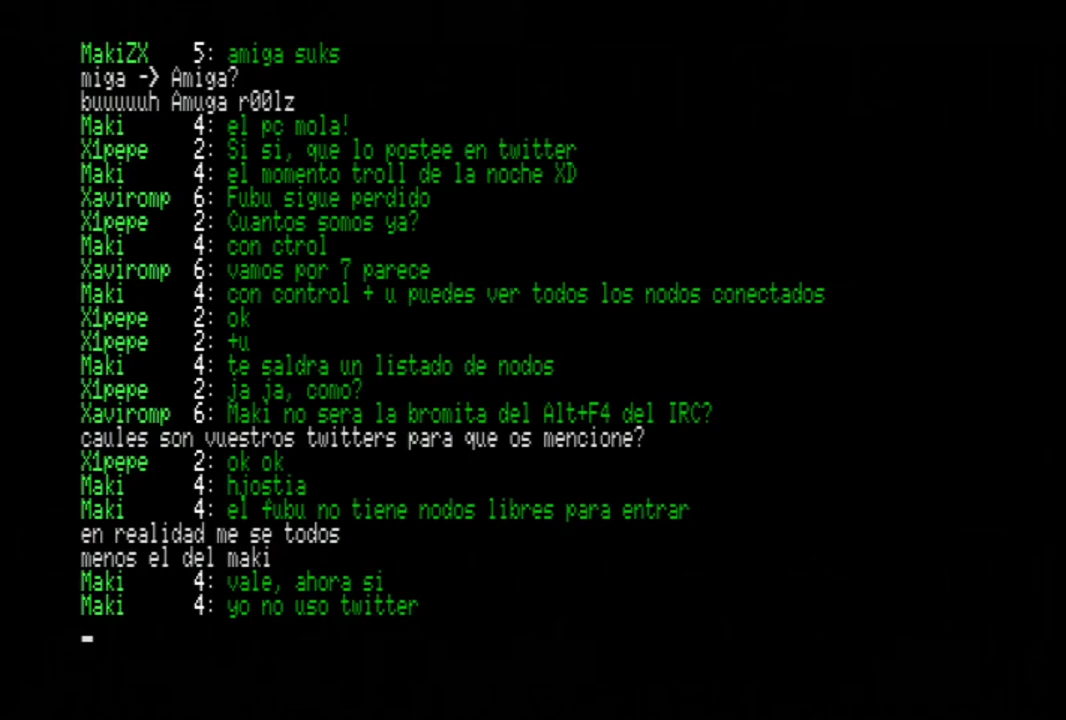 MakiZX 5: amiga suks
miga -> Amiga?
buuuuuh Amuga r00lz
Maki 4: el pc mola!
X1pepe 2: Si si, que lo postee en twitter
Maki 4: el momento troll de la noche XD
Xaviromp 6: Fubu sigue perdido
X1pepe 2: Cuantos somos ya?
Maki 4: con ctrol
Xaviromp 6: vamos por 7 parece
Maki 4: con control + u puedes ver todos los nodos conectados
X1pepe 2: ok
X1pepe 2: +u
Maki 4: te saldra un listado de nodos
X1pepe 2: ja ja, como?
Xaviromp 6: Maki no sera la bromita del Alt+F4 del IRC?
caules son vuestros twitters para que os mencione?
X1pepe 2: ok ok
Maki 4: hjostia
Maki 4: el fubu no tiene nodos libres para entrar
en realidad me se todos
menos el del maki
Maki 4: vale, ahora si
Maki 4: yo no uso twitter